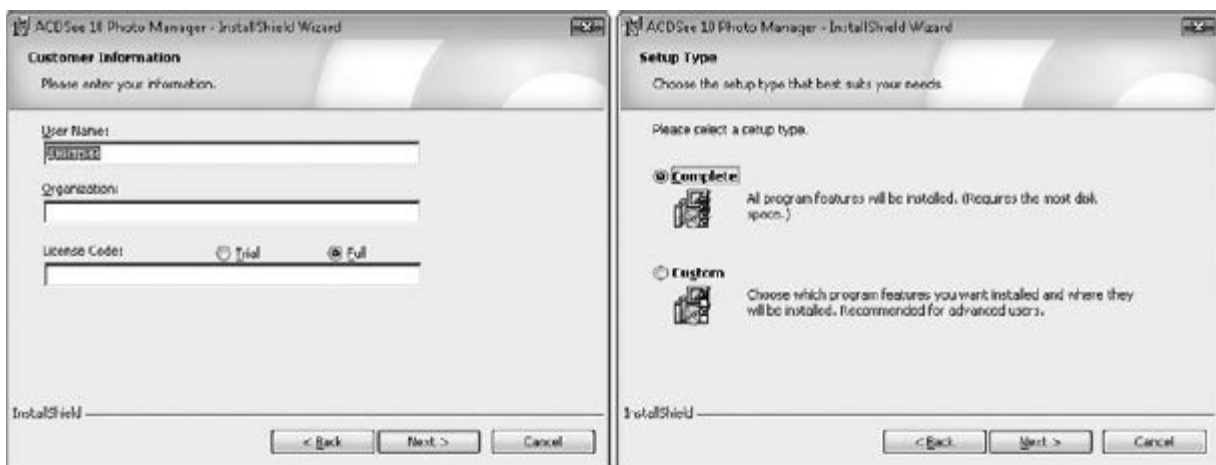 ACDSee 10 Photo Manager - InstallShield Wizard
Customer Information
Please enter your information.
User Name:
Organization:
License Code:
Trial
Full
InstallShield
< Back
Next >
Cancel
ACDSee 10 Photo Manager - InstallShield Wizard
Setup Type
Choose the setup type that best suits your needs.
Please select a setup type.
Complete
All program features will be installed. (Requires the most disk
space.)
Custom
Choose which program features you want installed and where they
will be installed. Recommended for advanced users.
InstallShield
< Back
Next >
Cancel